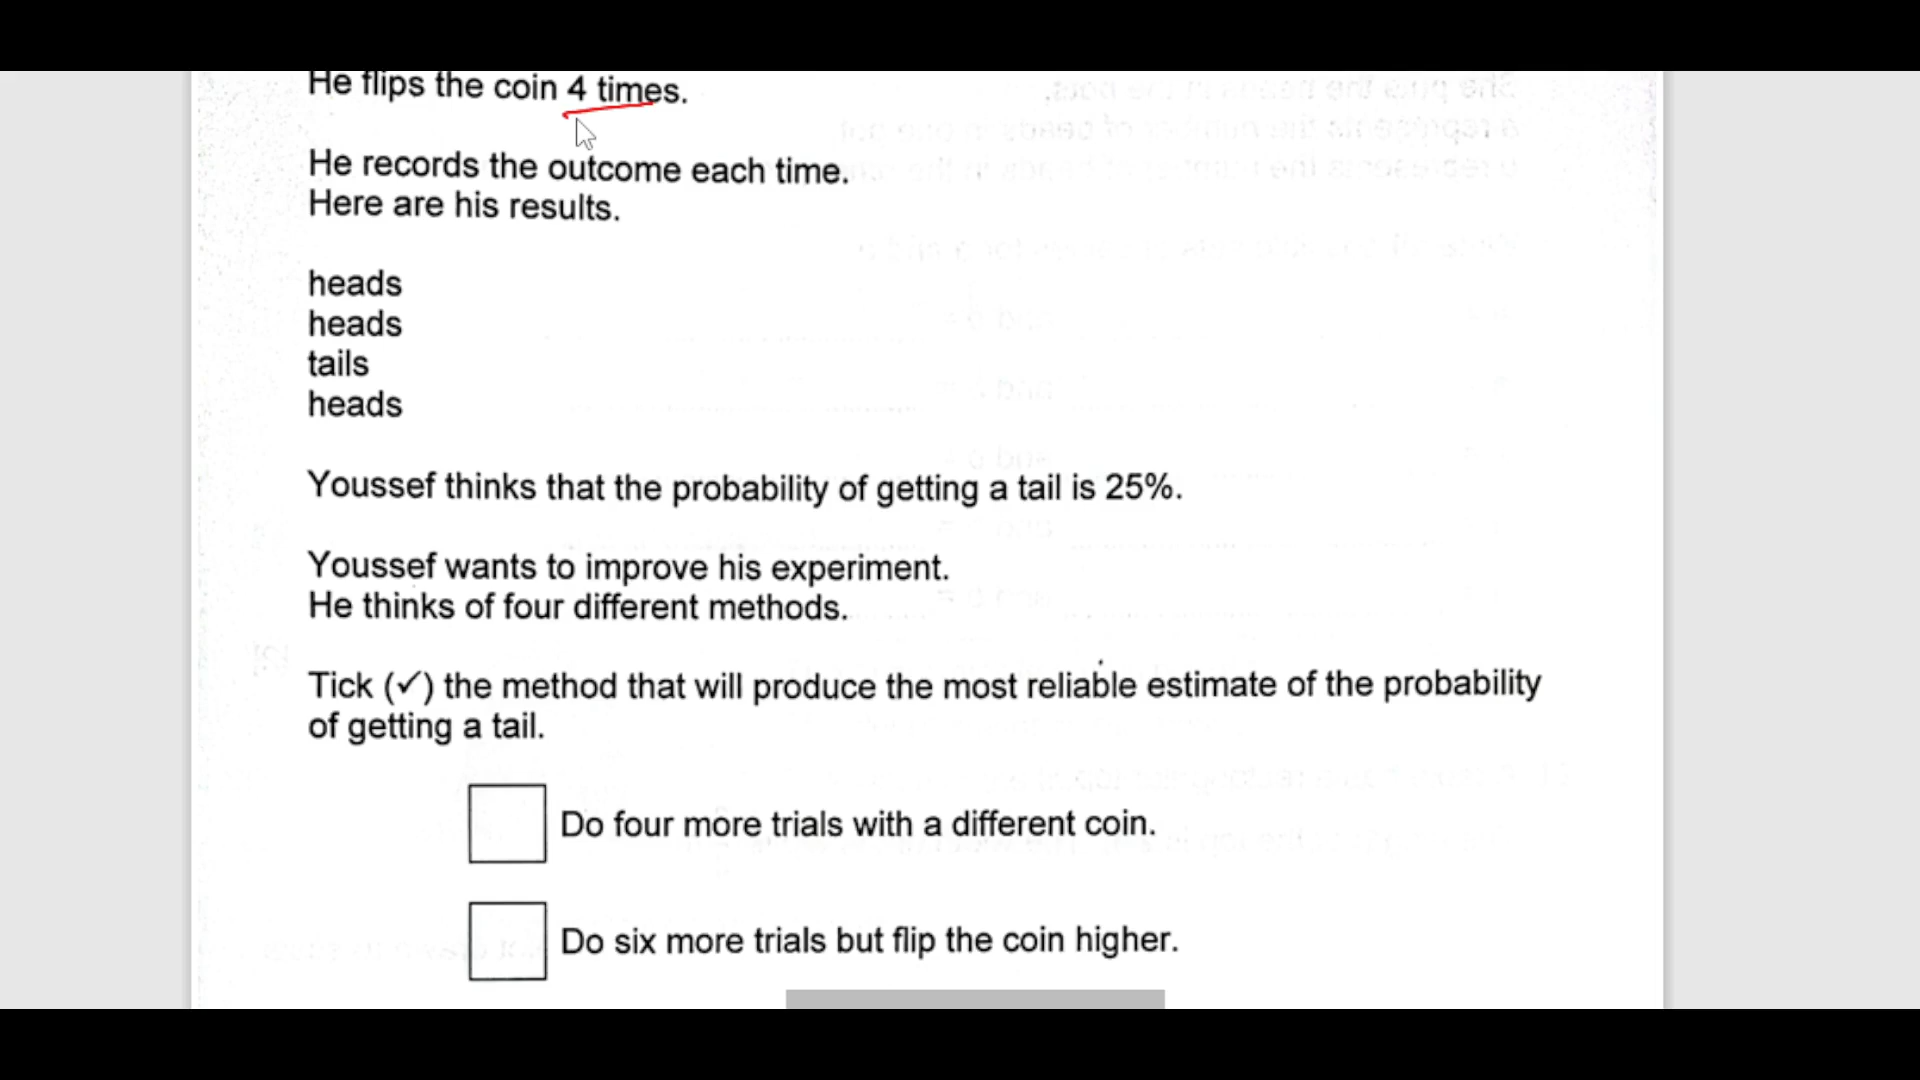 He flips the coin 4 times.
He records the outcome each time.
Here are his results.
heads
heads
tails
heads
Youssef thinks that the probability of getting a tail is 25%.
Youssef wants to improve his experiment.
He thinks of four different methods.
Tick (✓) the method that will produce the most reliable estimate of the probability
of getting a tail.
Do four more trials with a different coin.
Do six more trials but flip the coin higher.